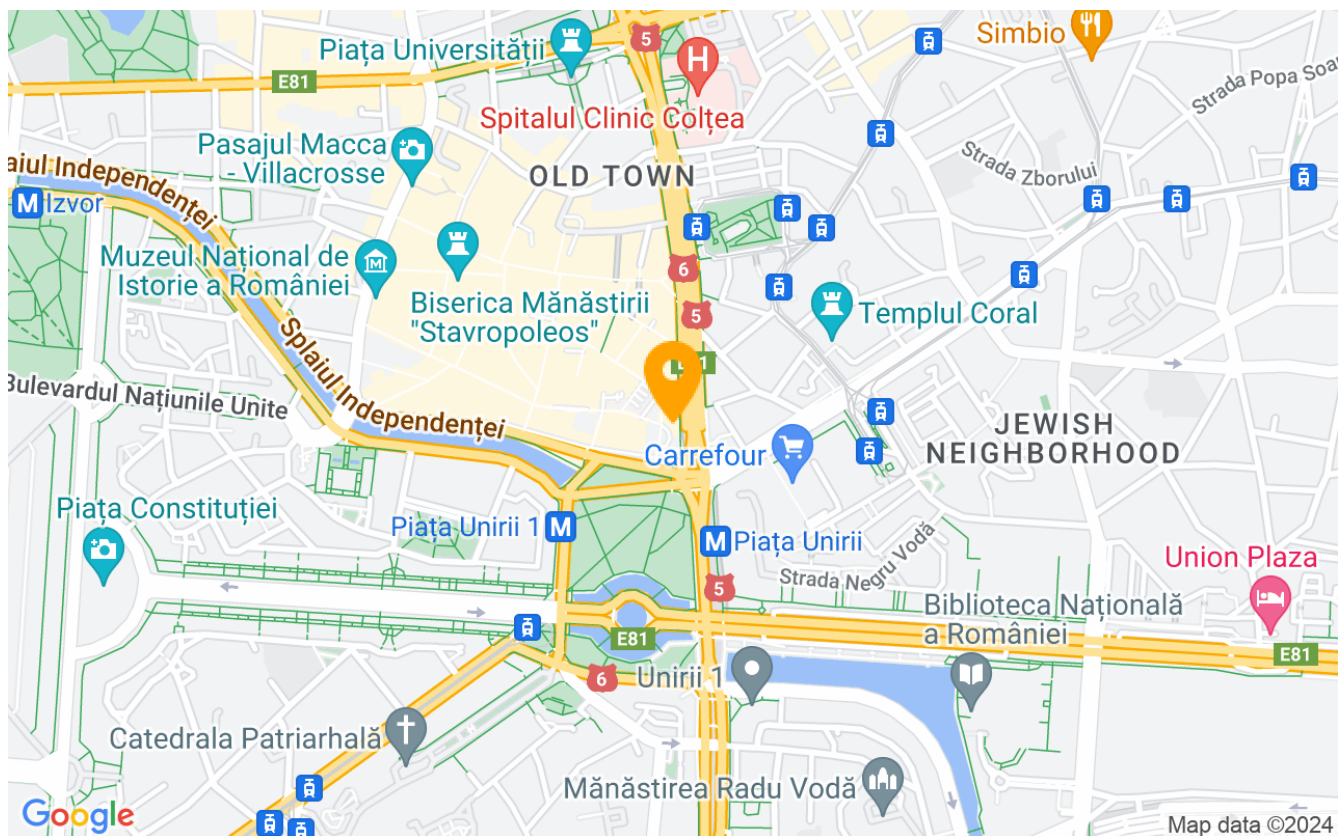 5
Piața Universității
H
Simbio
E81
Spitalul Clinic Colțea
Strada Popa Soar
Pasajul Macca
- Villacrosse
Strada Zborului
OLD TOWN
laiul Independenței
M Izvor
Muzeul Național de
Istorie a României
6
Biserica Mănăstirii
"Stavropoleos"
5
Templul Coral
Splaiul Independenței
Bulevardul Națiunile Unite
JEWISH
NEIGHBORHOOD
Carrefour
Piața Constituției
Piața Unirii 1 M
M Piața Unirii
Union Plaza
Strada Negru Vodă
5
Biblioteca Națională
a României
E81
E81
6
Unirii 1
Catedrala Patriarhală
Mănăstirea Radu Vodă
Google
Map data ©2024